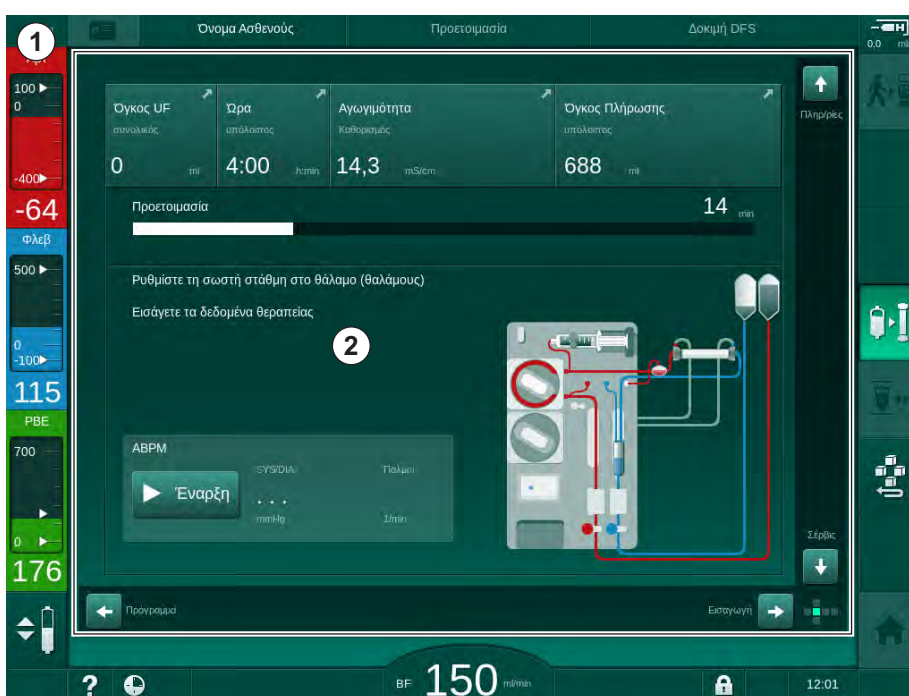 1
Όνομα Ασθενούς
Προετοιμασία
Δοκιμή DFS
0,0 ml
100
0
-400
-64
Φλεβ
500
0
-100
115
PBE
700
0
176
Όγκος UF
συνολικός
0 ml
Ώρα
υπόλοιπος
4:00 h:min
Αγωγιμότητα
Καθορισμός
14,3 mS/cm
Όγκος Πλήρωσης
υπόλοιπος
688 ml
Πληρ/ρίες
Προετοιμασία
14 min
Ρυθμίστε τη σωστή στάθμη στο θάλαμο (θαλάμους)
Εισάγετε τα δεδομένα θεραπείας
2
ABPM
SYS/DIA
Παλμοί
Έναρξη
. . .
mmHg
1/min
Σέρβις
Πρόγραμμα
Εισαγωγή
? BF 150 ml/min 12:01